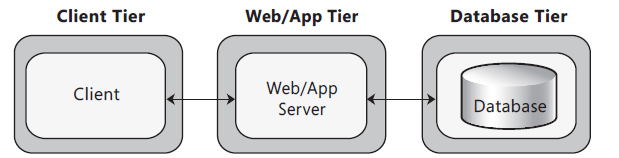 Client Tier
Web/App Tier
Database Tier
Client
Web/App
Server
Database